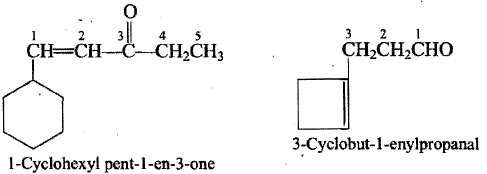 O
1 2 3 4 5
CH=CH—C—CH₂CH₃
1-Cyclohexyl pent-1-en-3-one
3 2 1
CH₂CH₂CHO
3-Cyclobut-1-enylpropanal